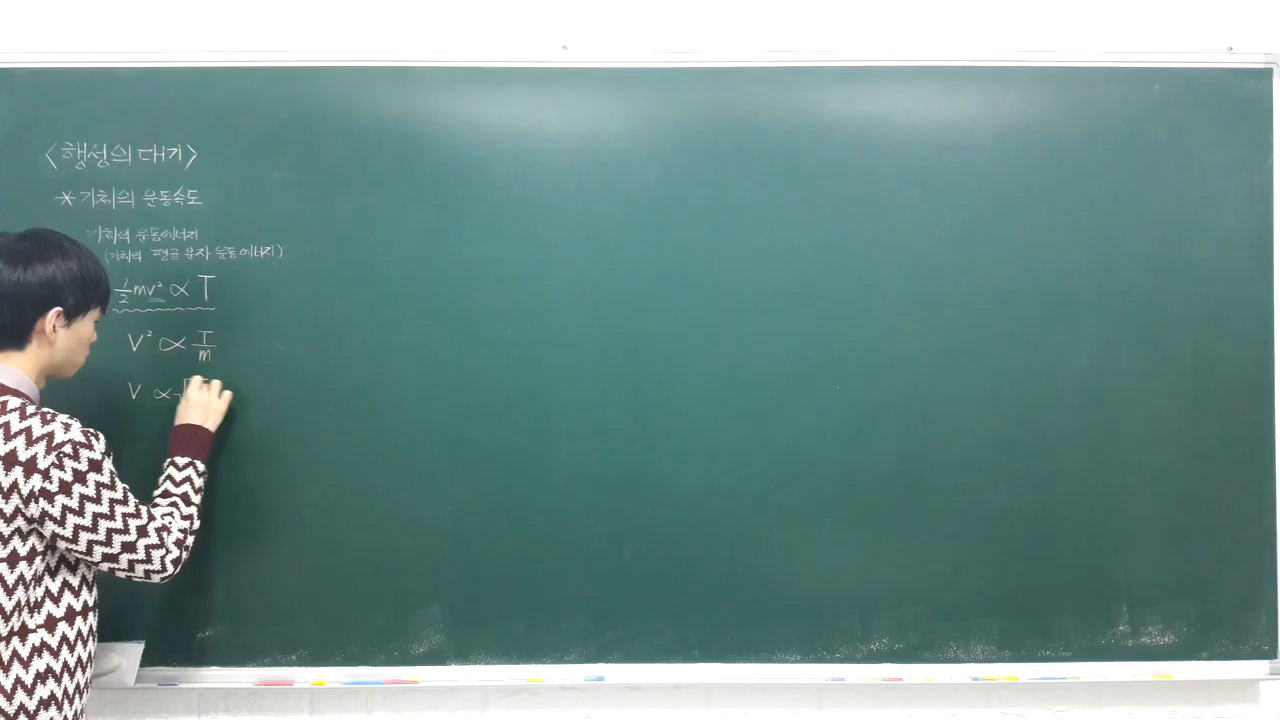 <행성의 대기>
* 기체의 운동속도
기체의 운동에너지
(기체의 평균 분자 운동에너지)
½mv² ∝ T
V² ∝ T/m
V ∝ √